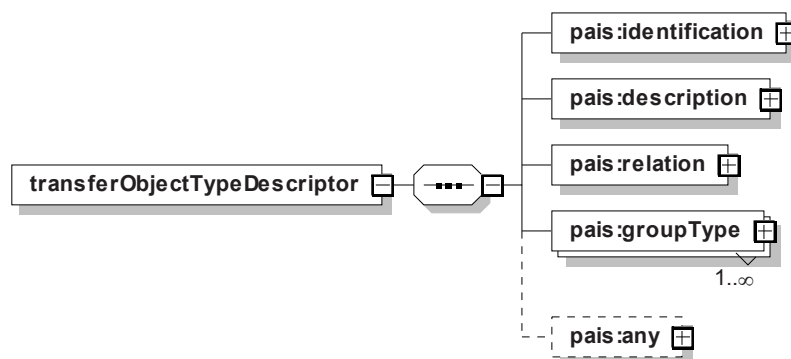 pais:identification
pais:description
transferObjectTypeDescriptor
pais:relation
pais:groupType
1..∞
pais:any